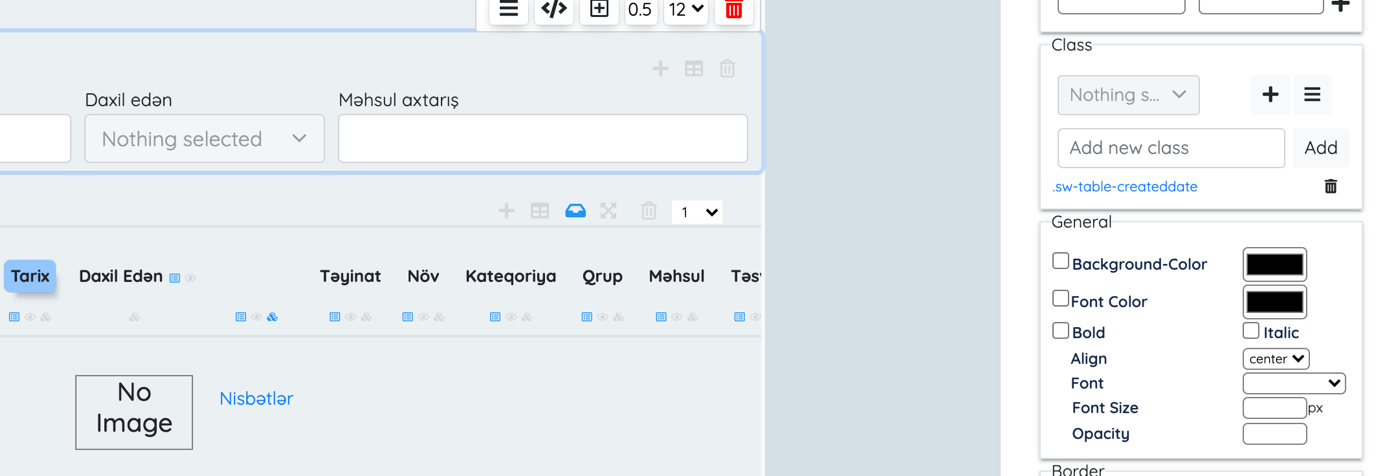 </> 0.5 12
Class
Daxil edən Məhsul axtarış
Nothing selected
Nothing s...
Add new class Add
.sw-table-createddate
1
General
Tarix Daxil Edən Təyinat Növ Kateqoriya Qrup Məhsul
Background-Color
Font Color
Bold Italic
Align center
Font
Font Size px
Opacity
No
Image
Nisbətlər
Border